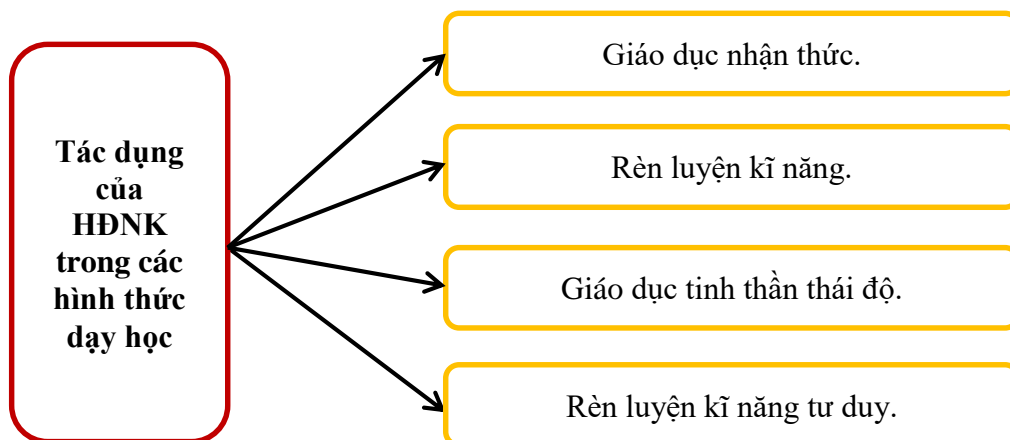 Tác dụng
của
HĐNK
trong các
hình thức
dạy học
Giáo dục nhận thức.
Rèn luyện kĩ năng.
Giáo dục tinh thần thái độ.
Rèn luyện kĩ năng tư duy.